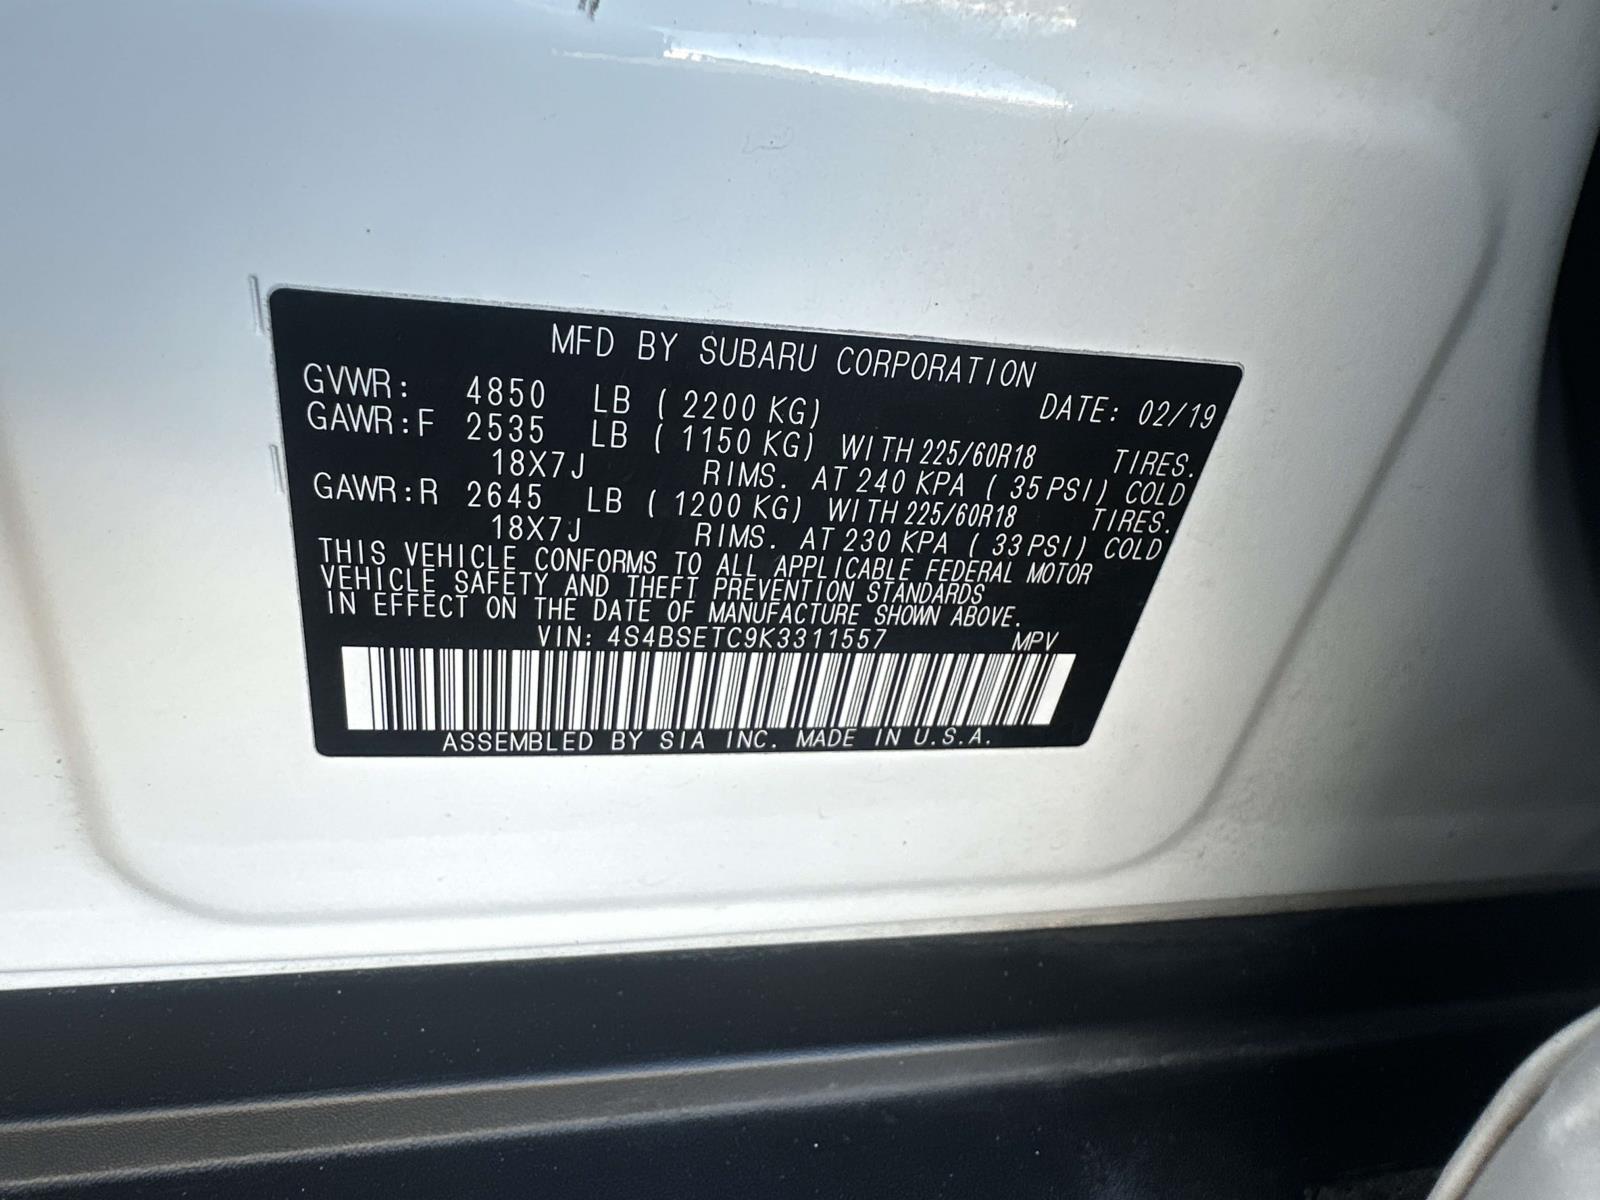 MFD BY SUBARU CORPORATION
GVWR: 4850 LB ( 2200 KG) DATE: 02/19
GAWR:F 2535 LB ( 1150 KG) WITH 225/60R18 TIRES.
18X7J RIMS. AT 240 KPA ( 35 PSI) COLD
GAWR:R 2645 LB ( 1200 KG) WITH 225/60R18 TIRES.
18X7J RIMS. AT 230 KPA ( 33 PSI) COLD
THIS VEHICLE CONFORMS TO ALL APPLICABLE FEDERAL MOTOR
VEHICLE SAFETY AND THEFT PREVENTION STANDARDS
IN EFFECT ON THE DATE OF MANUFACTURE SHOWN ABOVE.
VIN: 4S4BSETC9K3311557 MPV
ASSEMBLED BY SIA INC. MADE IN U.S.A.